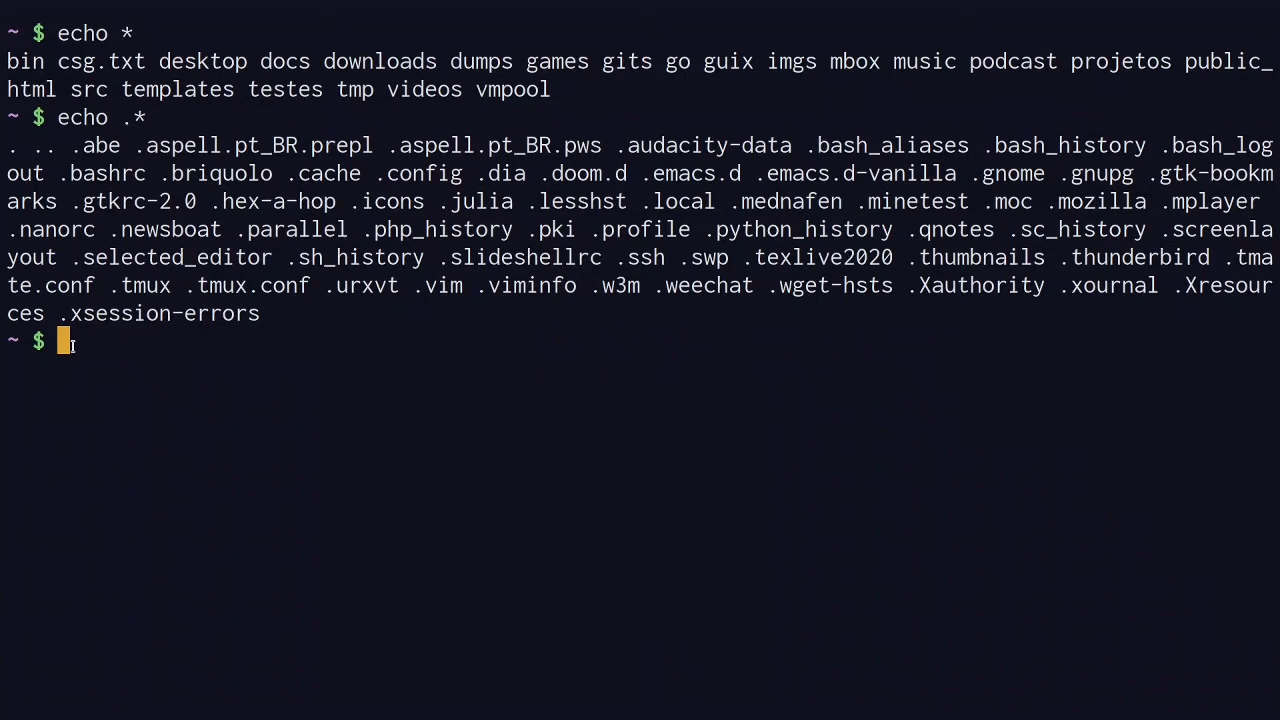 ~ $ echo *
bin csg.txt desktop docs downloads dumps games gits go guix imgs mbox music podcast projetos public_
html src templates testes tmp videos vmpool
~ $ echo .*
. .. .abe .aspell.pt_BR.prepl .aspell.pt_BR.pws .audacity-data .bash_aliases .bash_history .bash_log
out .bashrc .briquolo .cache .config .dia .doom.d .emacs.d .emacs.d-vanilla .gnome .gnupg .gtk-bookm
arks .gtkrc-2.0 .hex-a-hop .icons .julia .lesshst .local .mednafen .minetest .moc .mozilla .mplayer
.nanorc .newsboat .parallel .php_history .pki .profile .python_history .qnotes .sc_history .screenla
yout .selected_editor .sh_history .slideshellrc .ssh .swp .texlive2020 .thumbnails .thunderbird .tma
te.conf .tmux .tmux.conf .urxvt .vim .viminfo .w3m .weechat .wget-hsts .Xauthority .xournal .Xresour
ces .xsession-errors
~ $